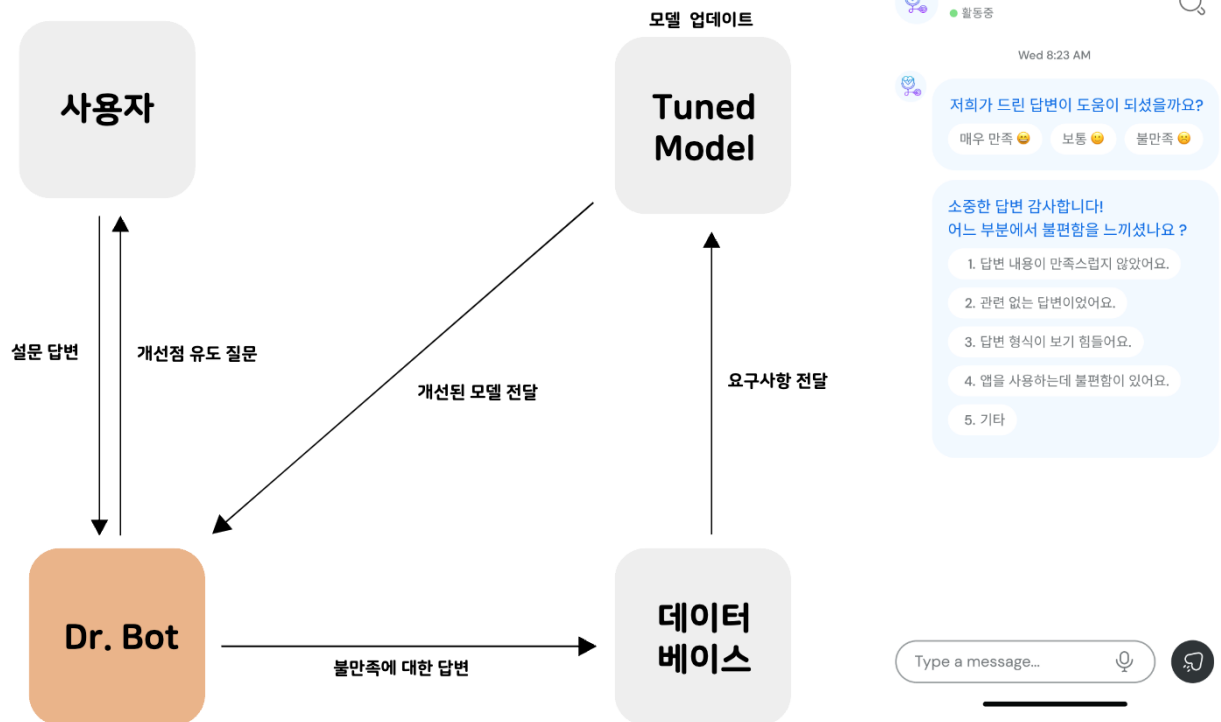 모델 업데이트
사용자
Tuned
Model
설문 답변
개선점 유도 질문
개선된 모델 전달
요구사항 전달
Dr. Bot
불만족에 대한 답변
데이터
베이스
활동중
Wed 8:23 AM
저희가 드린 답변이 도움이 되셨을까요?
매우 만족 😄 보통 🙂 불만족 😕
소중한 답변 감사합니다!
어느 부분에서 불편함을 느끼셨나요 ?
1. 답변 내용이 만족스럽지 않았어요.
2. 관련 없는 답변이었어요.
3. 답변 형식이 보기 힘들어요.
4. 앱을 사용하는데 불편함이 있어요.
5. 기타
Type a message...